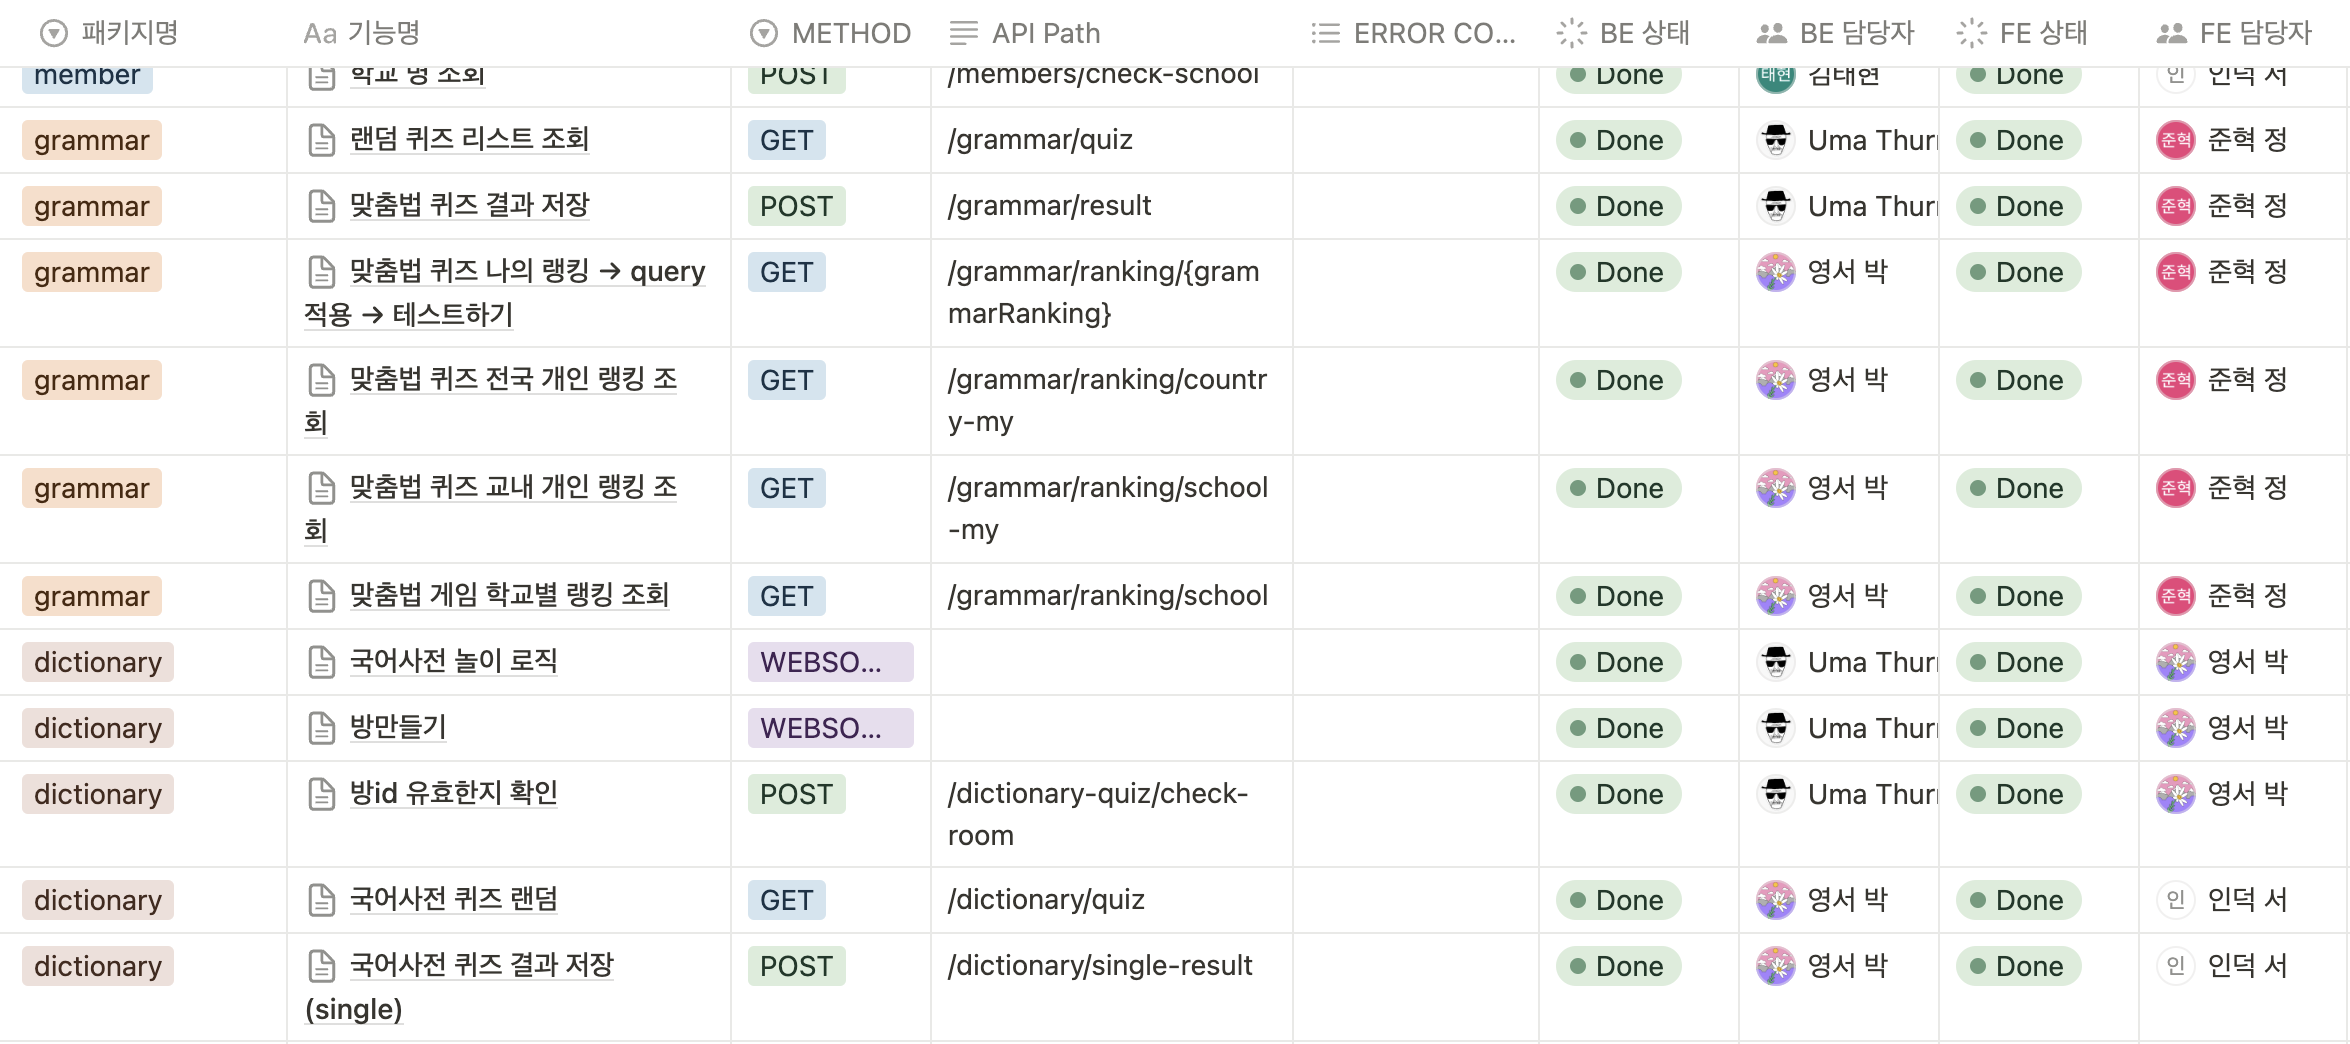 패키지명 Aa 기능명 METHOD API Path ERROR CO... BE 상태 BE 담당자 FE 상태 FE 담당자
member 학교 명 조회 POST /members/check-school Done 태현 김태현 Done 인 인덕 서
grammar 랜덤 퀴즈 리스트 조회 GET /grammar/quiz Done Uma Thur Done 준혁 준혁 정
grammar 맞춤법 퀴즈 결과 저장 POST /grammar/result Done Uma Thur Done 준혁 준혁 정
grammar 맞춤법 퀴즈 나의 랭킹 → query GET /grammar/ranking/{gram Done 영서 박 Done 준혁 준혁 정
적용 → 테스트하기 marRanking}
grammar 맞춤법 퀴즈 전국 개인 랭킹 조 GET /grammar/ranking/countr Done 영서 박 Done 준혁 준혁 정
회 y-my
grammar 맞춤법 퀴즈 교내 개인 랭킹 조 GET /grammar/ranking/school Done 영서 박 Done 준혁 준혁 정
회 -my
grammar 맞춤법 게임 학교별 랭킹 조회 GET /grammar/ranking/school Done 영서 박 Done 준혁 준혁 정
dictionary 국어사전 놀이 로직 WEBSO... Done Uma Thur Done 영서 박
dictionary 방만들기 WEBSO... Done Uma Thur Done 영서 박
dictionary 방id 유효한지 확인 POST /dictionary-quiz/check- Done Uma Thur Done 영서 박
room
dictionary 국어사전 퀴즈 랜덤 GET /dictionary/quiz Done 영서 박 Done 인 인덕 서
dictionary 국어사전 퀴즈 결과 저장 POST /dictionary/single-result Done 영서 박 Done 인 인덕 서
(single)